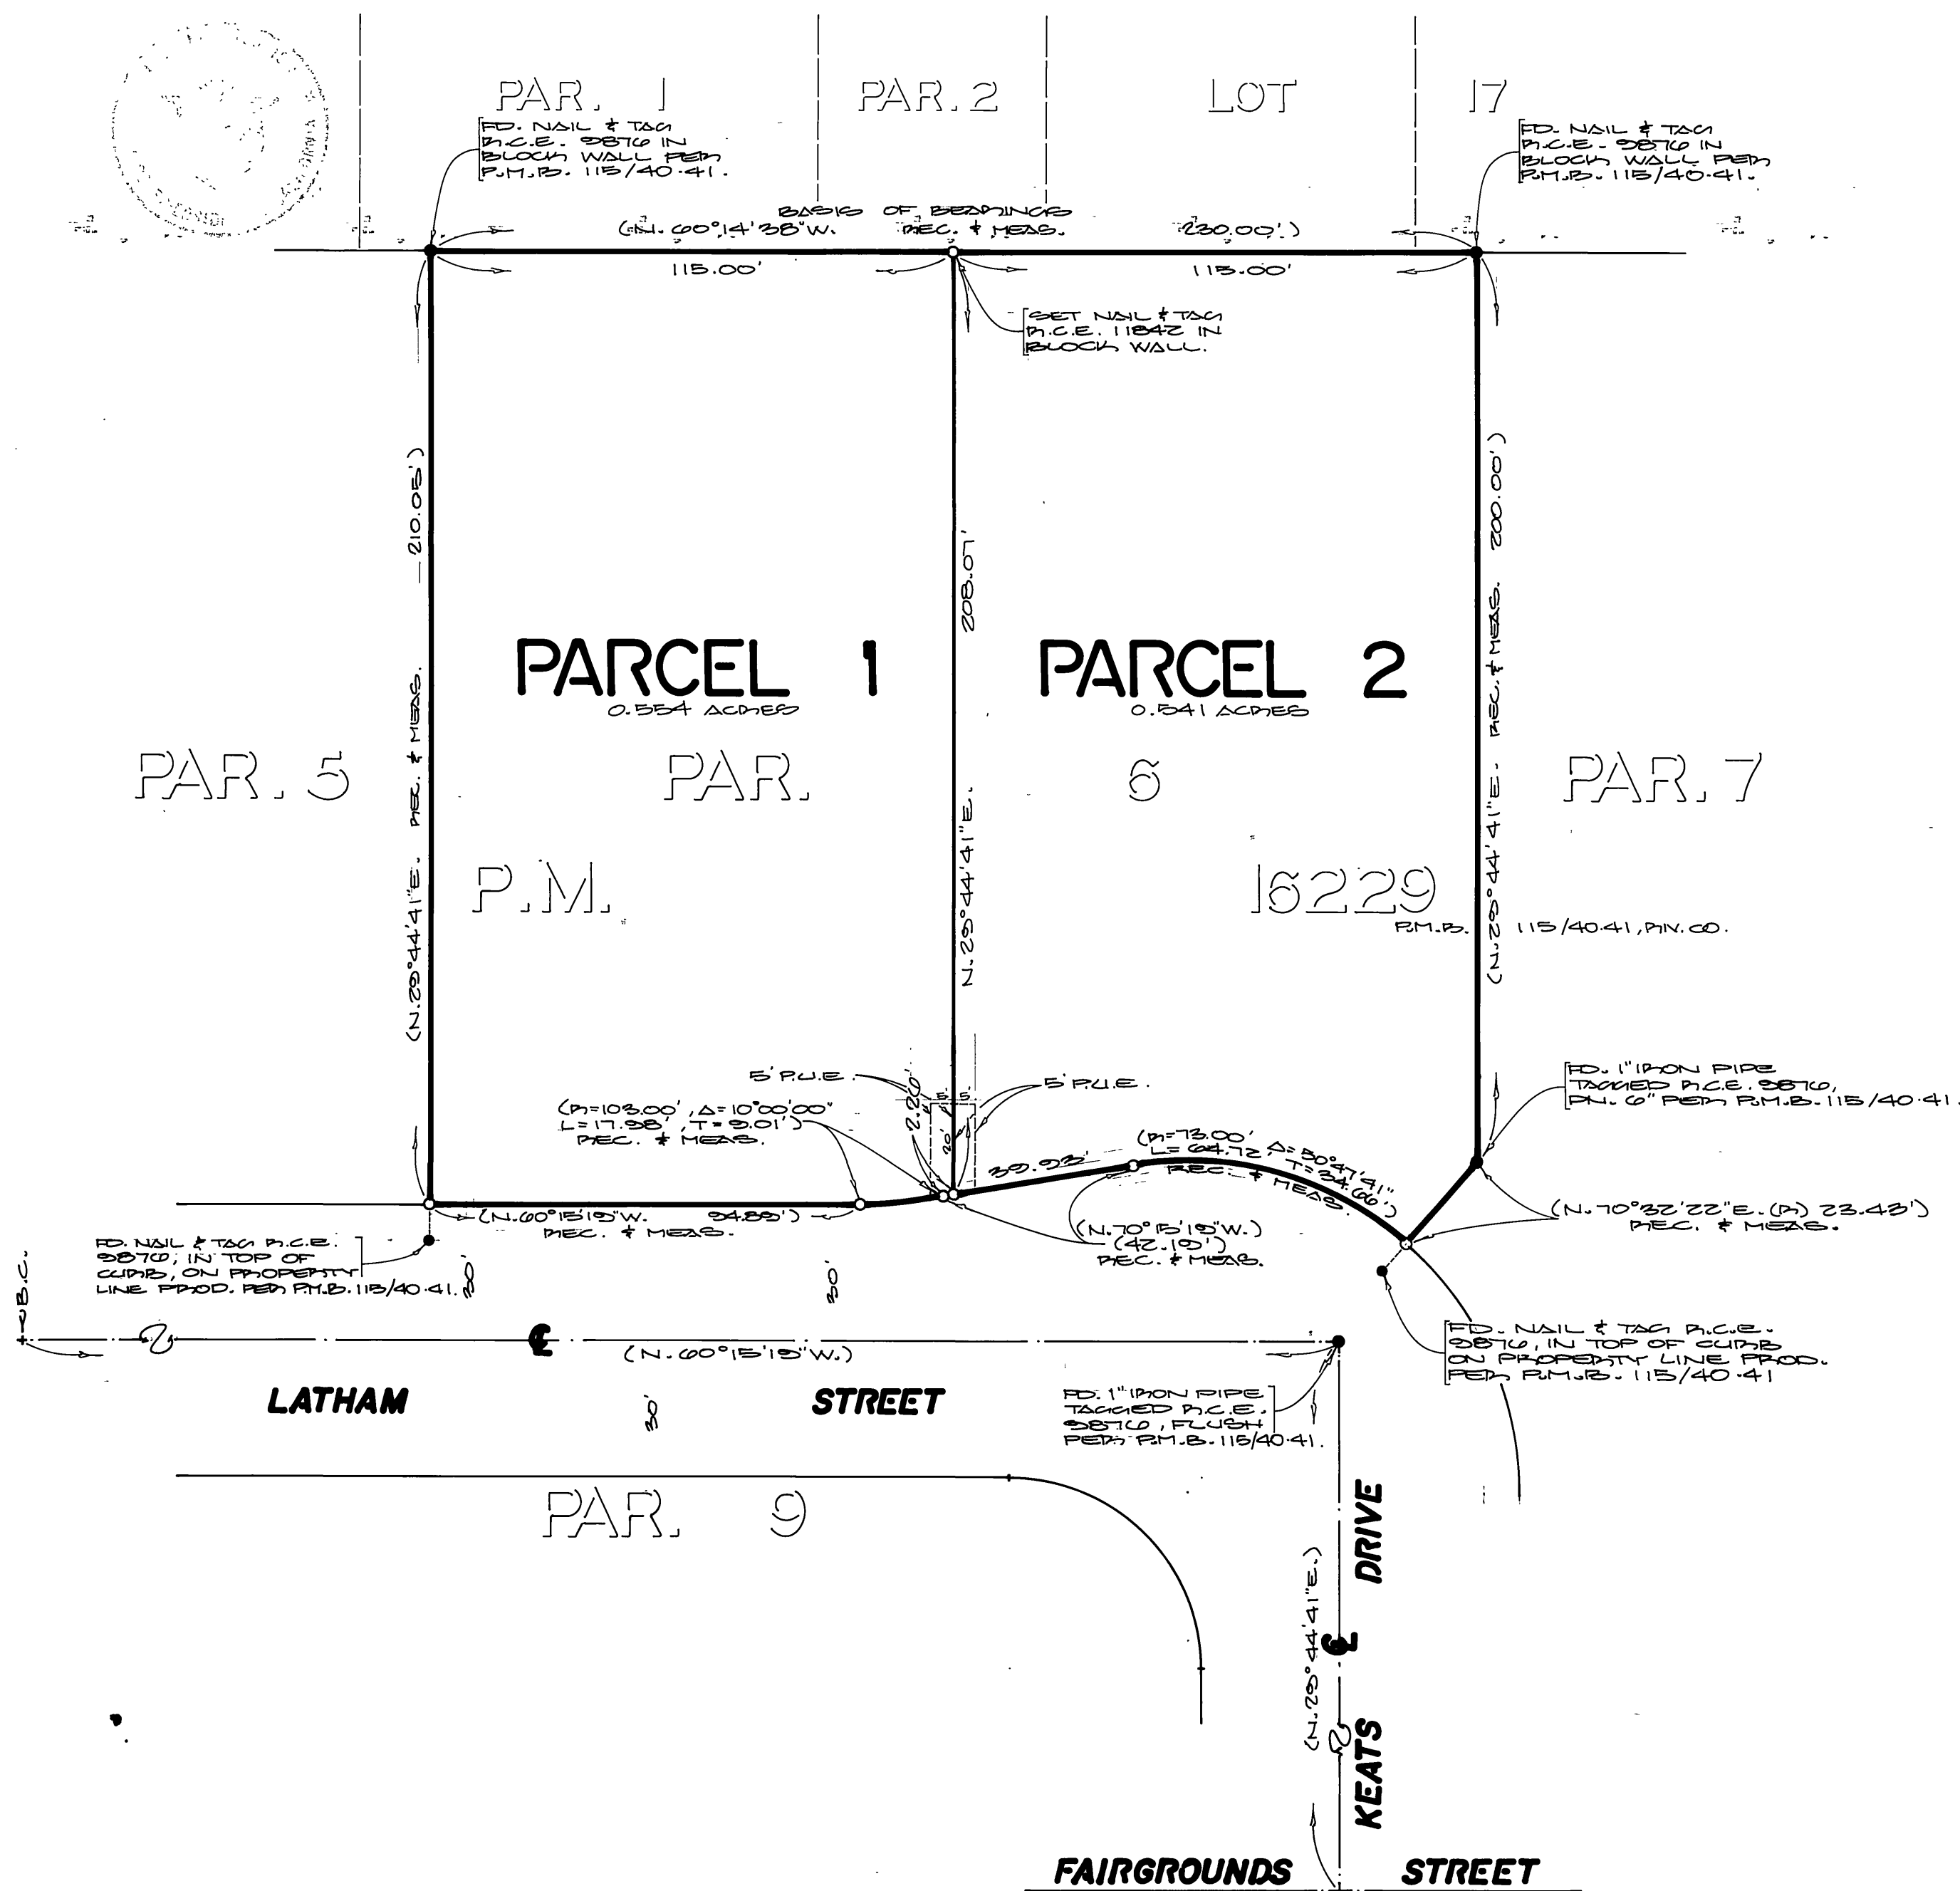 PAR. 1
PAR. 2
LOT 17
FD. NAIL & TAG
R.C.E. 9876 IN
BLOCK WALL PER
P.M.B. 115/40-41.
FD. NAIL & TAG
R.C.E. 9876 IN
BLOCK WALL PER
P.M.B. 115/40-41.
BASIS OF BEARINGS
(N. 60°14'38"W. REC. & MEAS. 230.00')
115.00'
115.00'
SET NAIL & TAG
R.C.E. 11842 IN
BLOCK WALL.
(N.29°44'41"E. REC. & MEAS. 210.05')
N.29°44'41"E. 208.07'
(N.29°44'41"E. REC. & MEAS. 200.00')
PARCEL 1
0.554 ACRES
PARCEL 2
0.541 ACRES
PAR. 5
PAR. 6
PAR. 7
P.M. 16229
P.M.B. 115/40-41, RIV. CO.
5' P.U.E.
5' P.U.E.
5' 5'
2.26'
20'
(R=103.00', Δ=10°00'00"
L=17.98', T=9.01')
REC. & MEAS.
39.93'
(R=73.00' Δ=50°47'41"
L=64.72', T=34.66')
REC. & MEAS.
FD. 1" IRON PIPE
TAGGED R.C.E. 9876,
DN. 6" PER P.M.B. 115/40-41.
(N.60°15'19"W. 94.89')
REC. & MEAS.
(N.70°15'19"W.)
(42.19')
REC. & MEAS.
(N.70°32'22"E. (R) 23.43')
REC. & MEAS.
FD. NAIL & TAG R.C.E.
9876, IN TOP OF
CURB, ON PROPERTY
LINE PROD. PER P.M.B. 115/40-41.
30'
30'
B.C.
(N.60°15'19"W.)
FD. NAIL & TAG R.C.E.
9876, IN TOP OF CURB
ON PROPERTY LINE PROD.
PER P.M.B. 115/40-41
LATHAM STREET
30'
FD. 1" IRON PIPE
TAGGED R.C.E.
9876, FLUSH
PER P.M.B. 115/40-41.
PAR. 9
(N.29°44'41"E.)
KEATS DRIVE
FAIRGROUNDS STREET